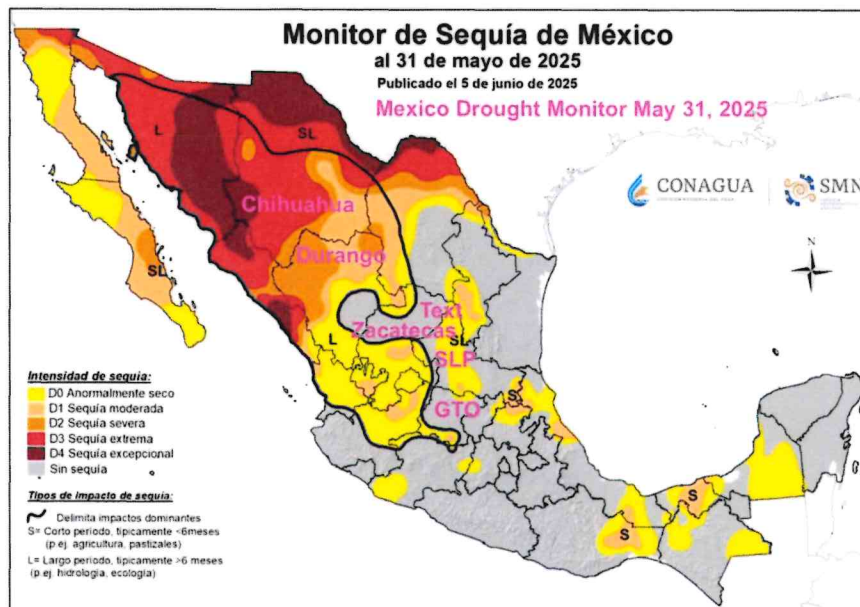 Monitor de Sequía de México
al 31 de mayo de 2025
Publicado el 5 de junio de 2025
Mexico Drought Monitor May 31, 2025
CONAGUA
SMN
N
L
SL
Chihuahua
Durango
SL
Text
Zacatecas
L
SL
SLP
GTO
S
S
S
Intensidad de sequía:
D0 Anormalmente seco
D1 Sequía moderada
D2 Sequía severa
D3 Sequía extrema
D4 Sequía excepcional
Sin sequía
Tipos de impacto de sequía:
Delimita impactos dominantes
S= Corto período, típicamente <6meses
(p.ej. agricultura, pastizales)
L= Largo período, típicamente >6 meses
(p.ej. hidrología, ecología)